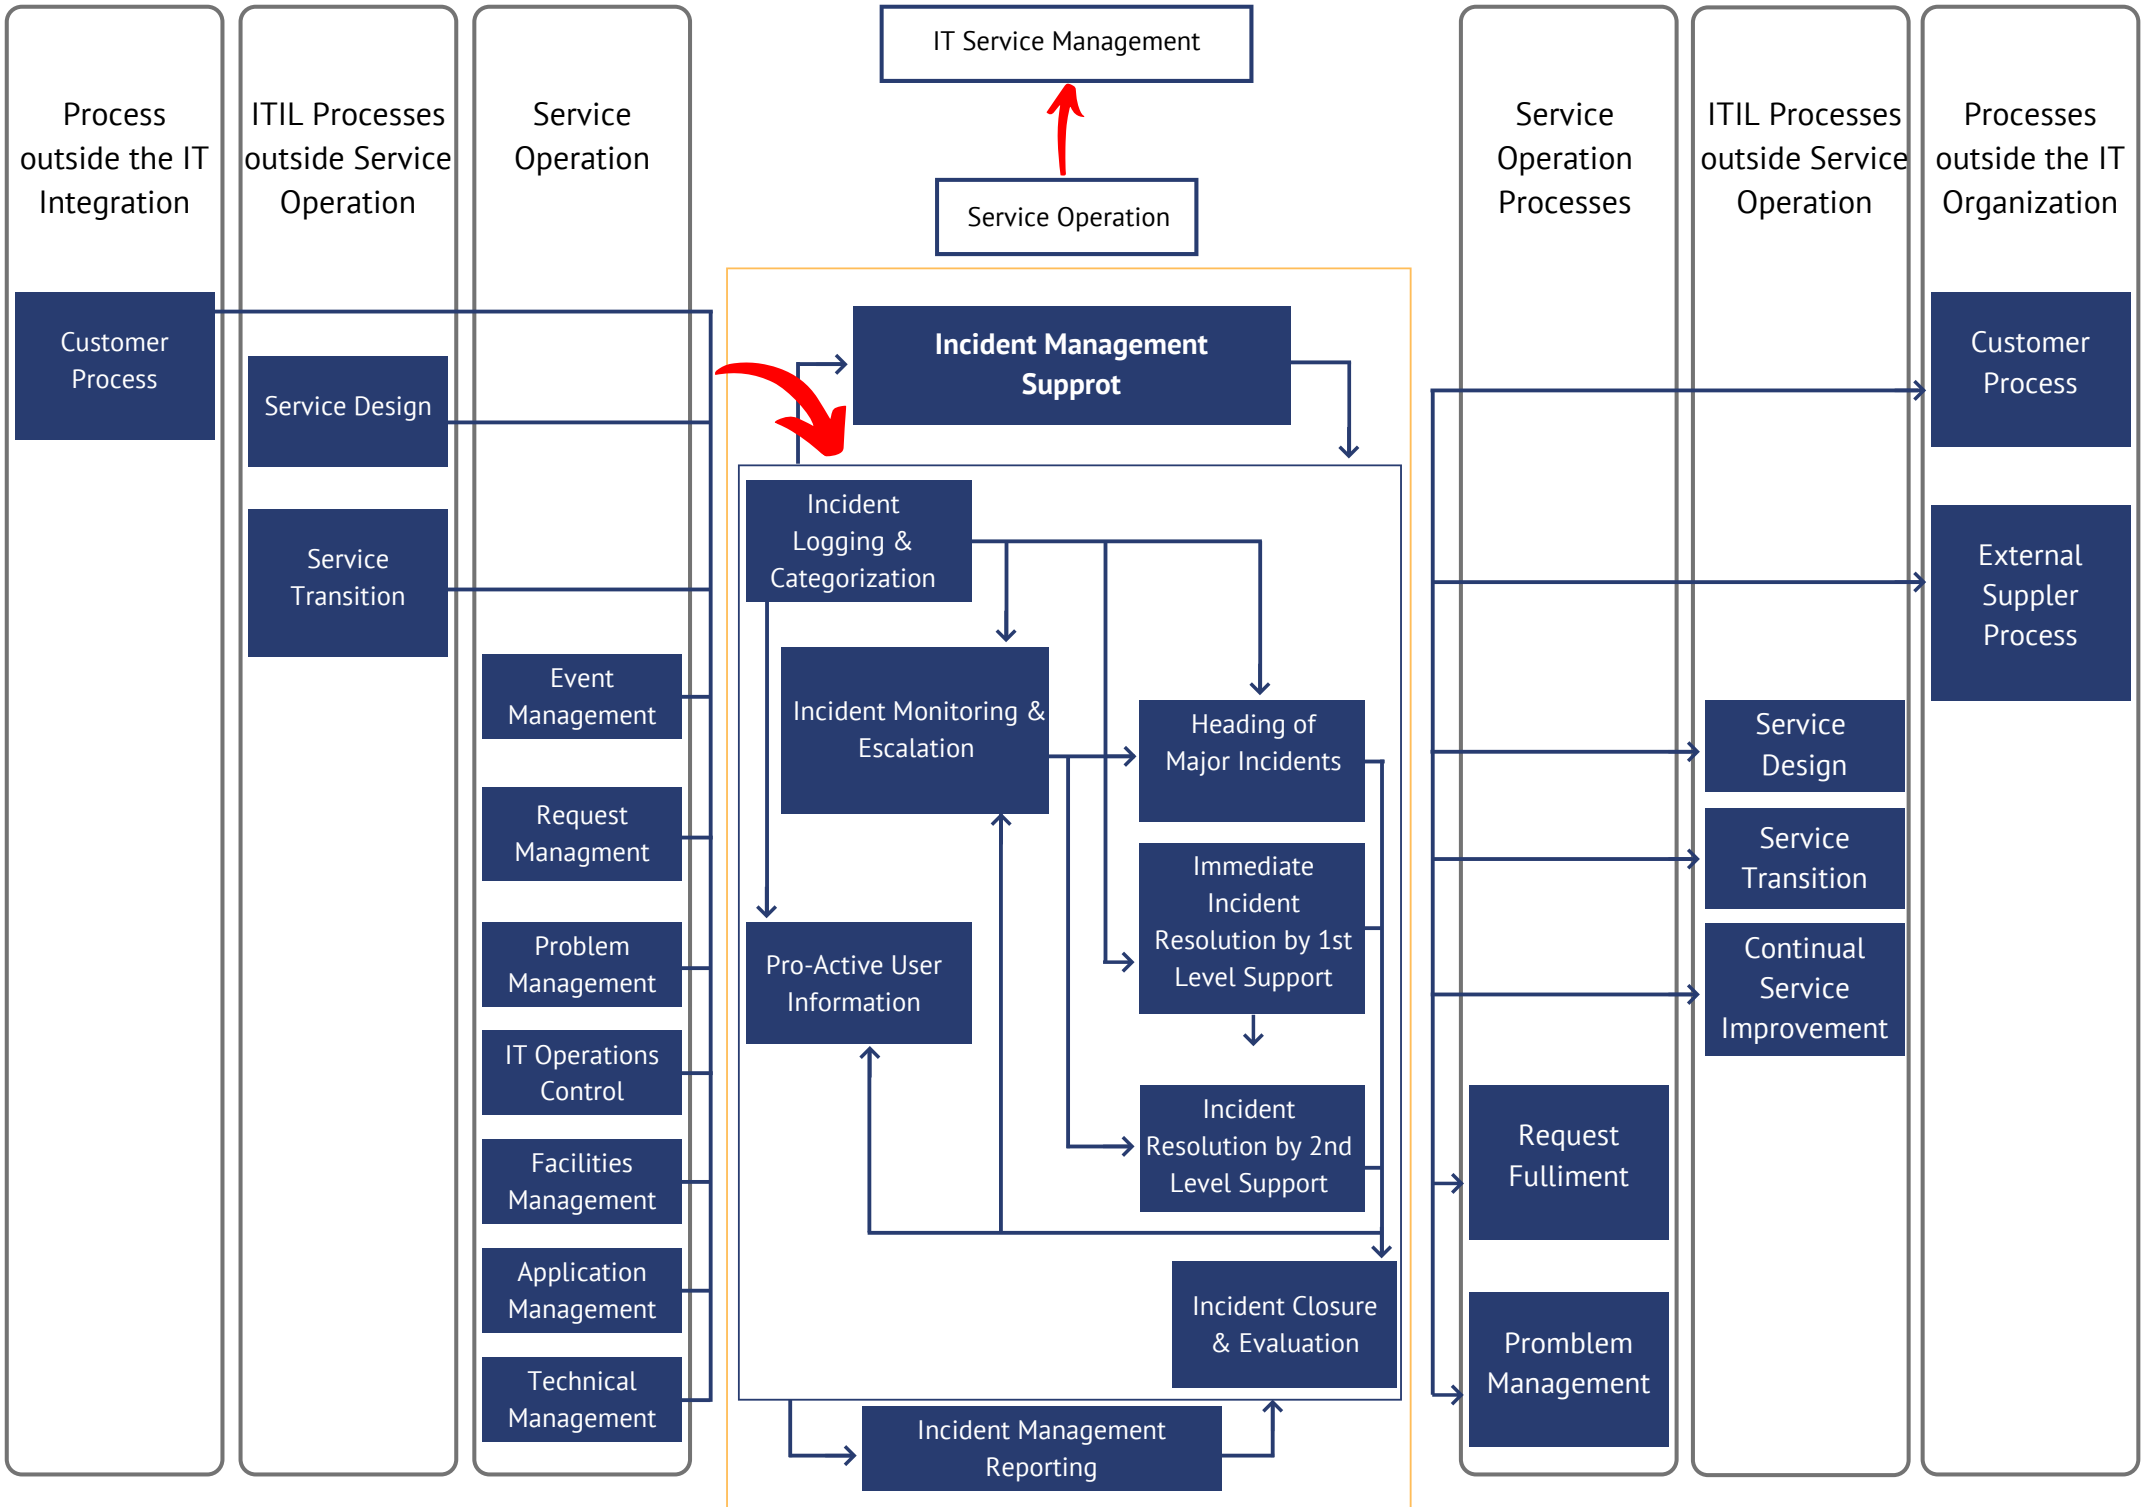 Process
outside the IT
Integration
Customer
Process
ITIL Processes
outside Service
Operation
Service Design
Service
Transition
Service
Operation
Event
Management
Request
Managment
Problem
Management
IT Operations
Control
Facilities
Management
Application
Management
Technical
Management
IT Service Management
Service Operation
Incident Management
Supprot
Incident
Logging &
Categorization
Incident Monitoring &
Escalation
Heading of
Major Incidents
Immediate
Incident
Resolution by 1st
Level Support
Pro-Active User
Information
Incident
Resolution by 2nd
Level Support
Incident Closure
& Evaluation
Incident Management
Reporting
Service
Operation
Processes
Request
Fulliment
Promblem
Management
ITIL Processes
outside Service
Operation
Service
Design
Service
Transition
Continual
Service
Improvement
Processes
outside the IT
Organization
Customer
Process
External
Suppler
Process